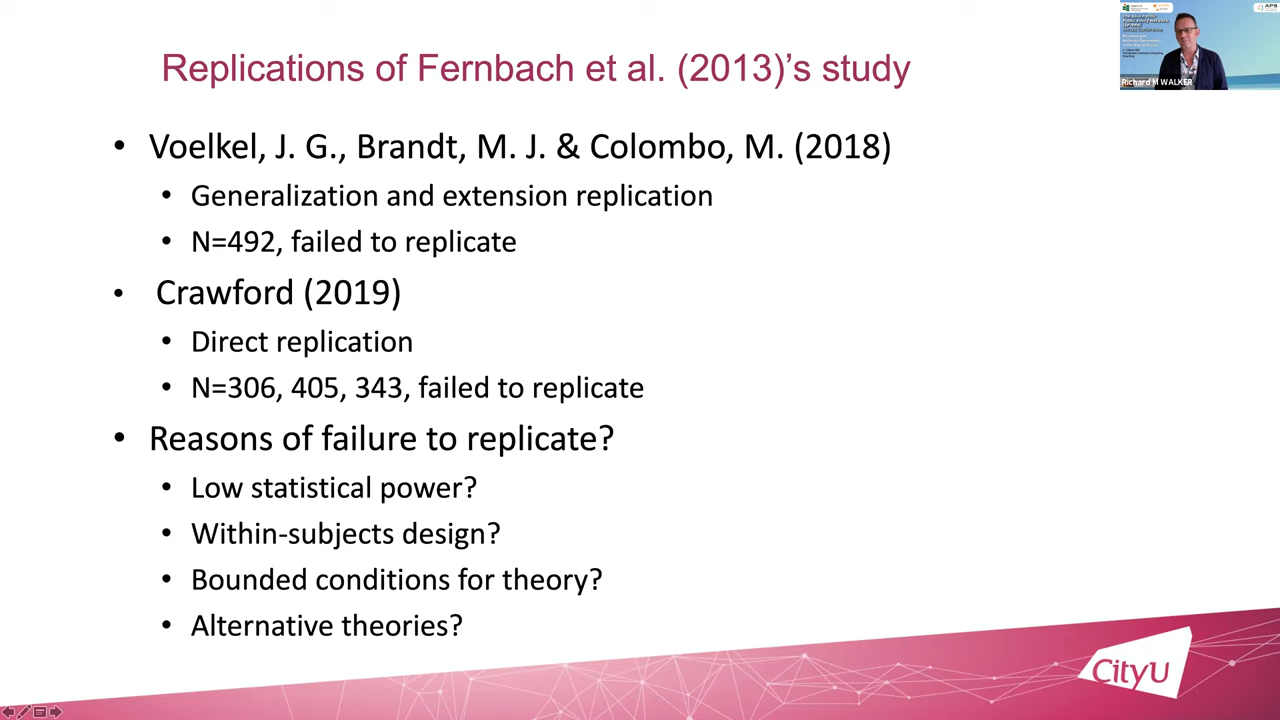 Replications of Fernbach et al. (2013)’s study
• Voelkel, J. G., Brandt, M. J. & Colombo, M. (2018)
• Generalization and extension replication
• N=492, failed to replicate
• Crawford (2019)
• Direct replication
• N=306, 405, 343, failed to replicate
• Reasons of failure to replicate?
• Low statistical power?
• Within-subjects design?
• Bounded conditions for theory?
• Alternative theories?
CityU
Richard M WALKER